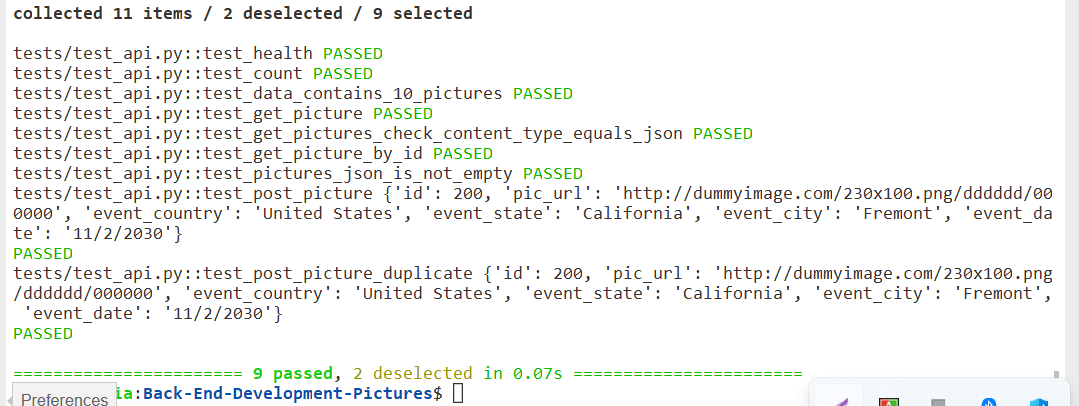 collected 11 items / 2 deselected / 9 selected
tests/test_api.py::test_health PASSED
tests/test_api.py::test_count PASSED
tests/test_api.py::test_data_contains_10_pictures PASSED
tests/test_api.py::test_get_picture PASSED
tests/test_api.py::test_get_pictures_check_content_type_equals_json PASSED
tests/test_api.py::test_get_picture_by_id PASSED
tests/test_api.py::test_pictures_json_is_not_empty PASSED
tests/test_api.py::test_post_picture {'id': 200, 'pic_url': 'http://dummyimage.com/230x100.png/dddddd/00
0000', 'event_country': 'United States', 'event_state': 'California', 'event_city': 'Fremont', 'event_da
te': '11/2/2030'}
PASSED
tests/test_api.py::test_post_picture_duplicate {'id': 200, 'pic_url': 'http://dummyimage.com/230x100.png
/dddddd/000000', 'event_country': 'United States', 'event_state': 'California', 'event_city': 'Fremont',
 'event_date': '11/2/2030'}
PASSED
======================= 9 passed, 2 deselected in 0.07s =======================
ia:Back-End-Development-Pictures$
Preferences